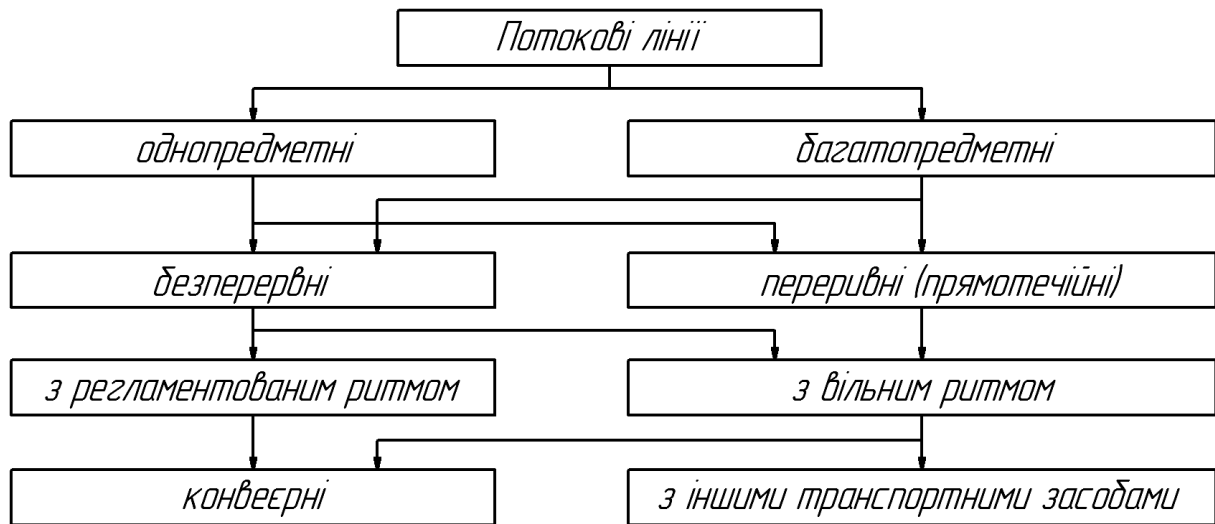 Потокові лінії
однопредметні
багатопредметні
безперервні
переривні (прямотечійні)
з регламентованим ритмом
з вільним ритмом
конвеєрні
з іншими транспортними засобами